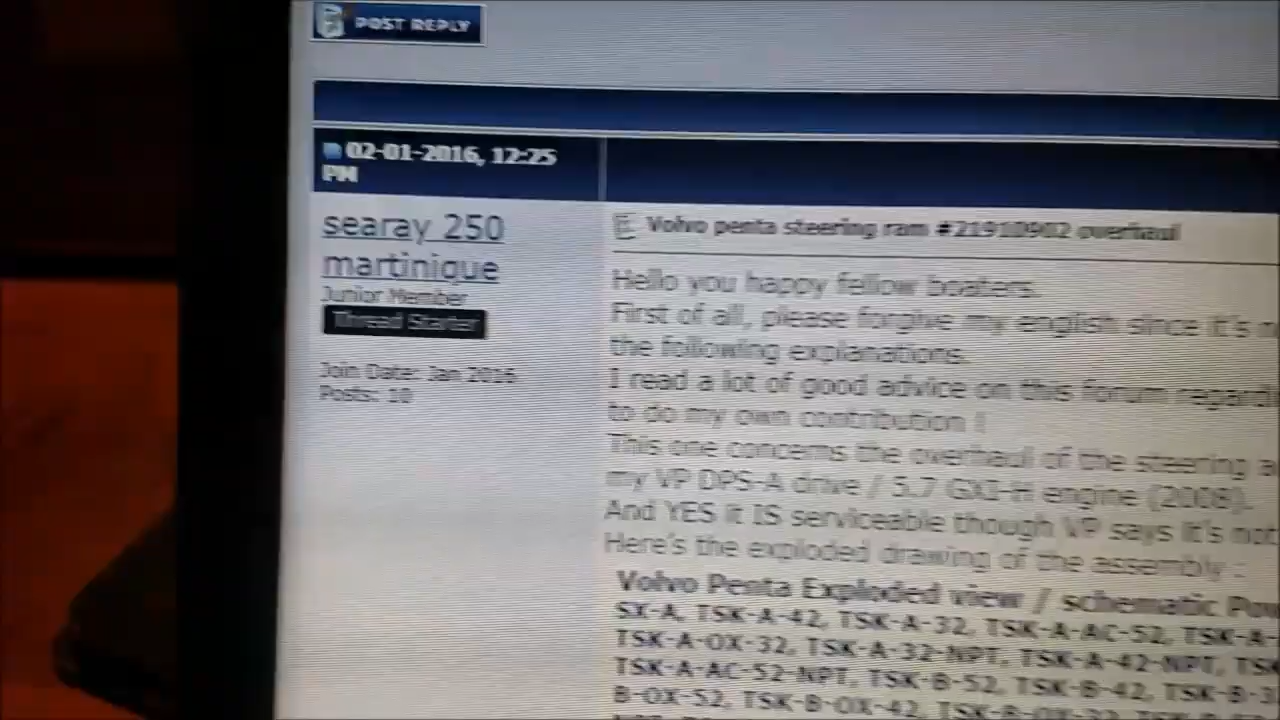 POST REPLY
02-01-2016, 12:25
PM
searay 250
martinique
Junior Member
Thread Starter
Join Date: Jan 2016
Posts: 10
Volvo penta steering ram #21910902 overhaul
Hello you happy fellow boaters.
First of all, please forgive my english since it's
the following explanations.
I read a lot of good advice on this forum
to do my own contribution !
This one concerns the overhaul of the steering
my VP DPS-A drive / 5.7 GXI-H engine (2008).
And YES it IS serviceable though VP says it's not
Here's the exploded drawing of the assembly :
Volvo Penta Exploded view / schematic
SX-A, TSK-A-42, TSK-A-32, TSK-A-AC-52, TSK-A-
TSK-A-OX-32, TSK-A-32-NPT, TSK-A-42-NPT,
TSK-A-AC-52-NPT, TSK-B-52, TSK-B-42,
B-OX-52, TSK-B-OX-42,